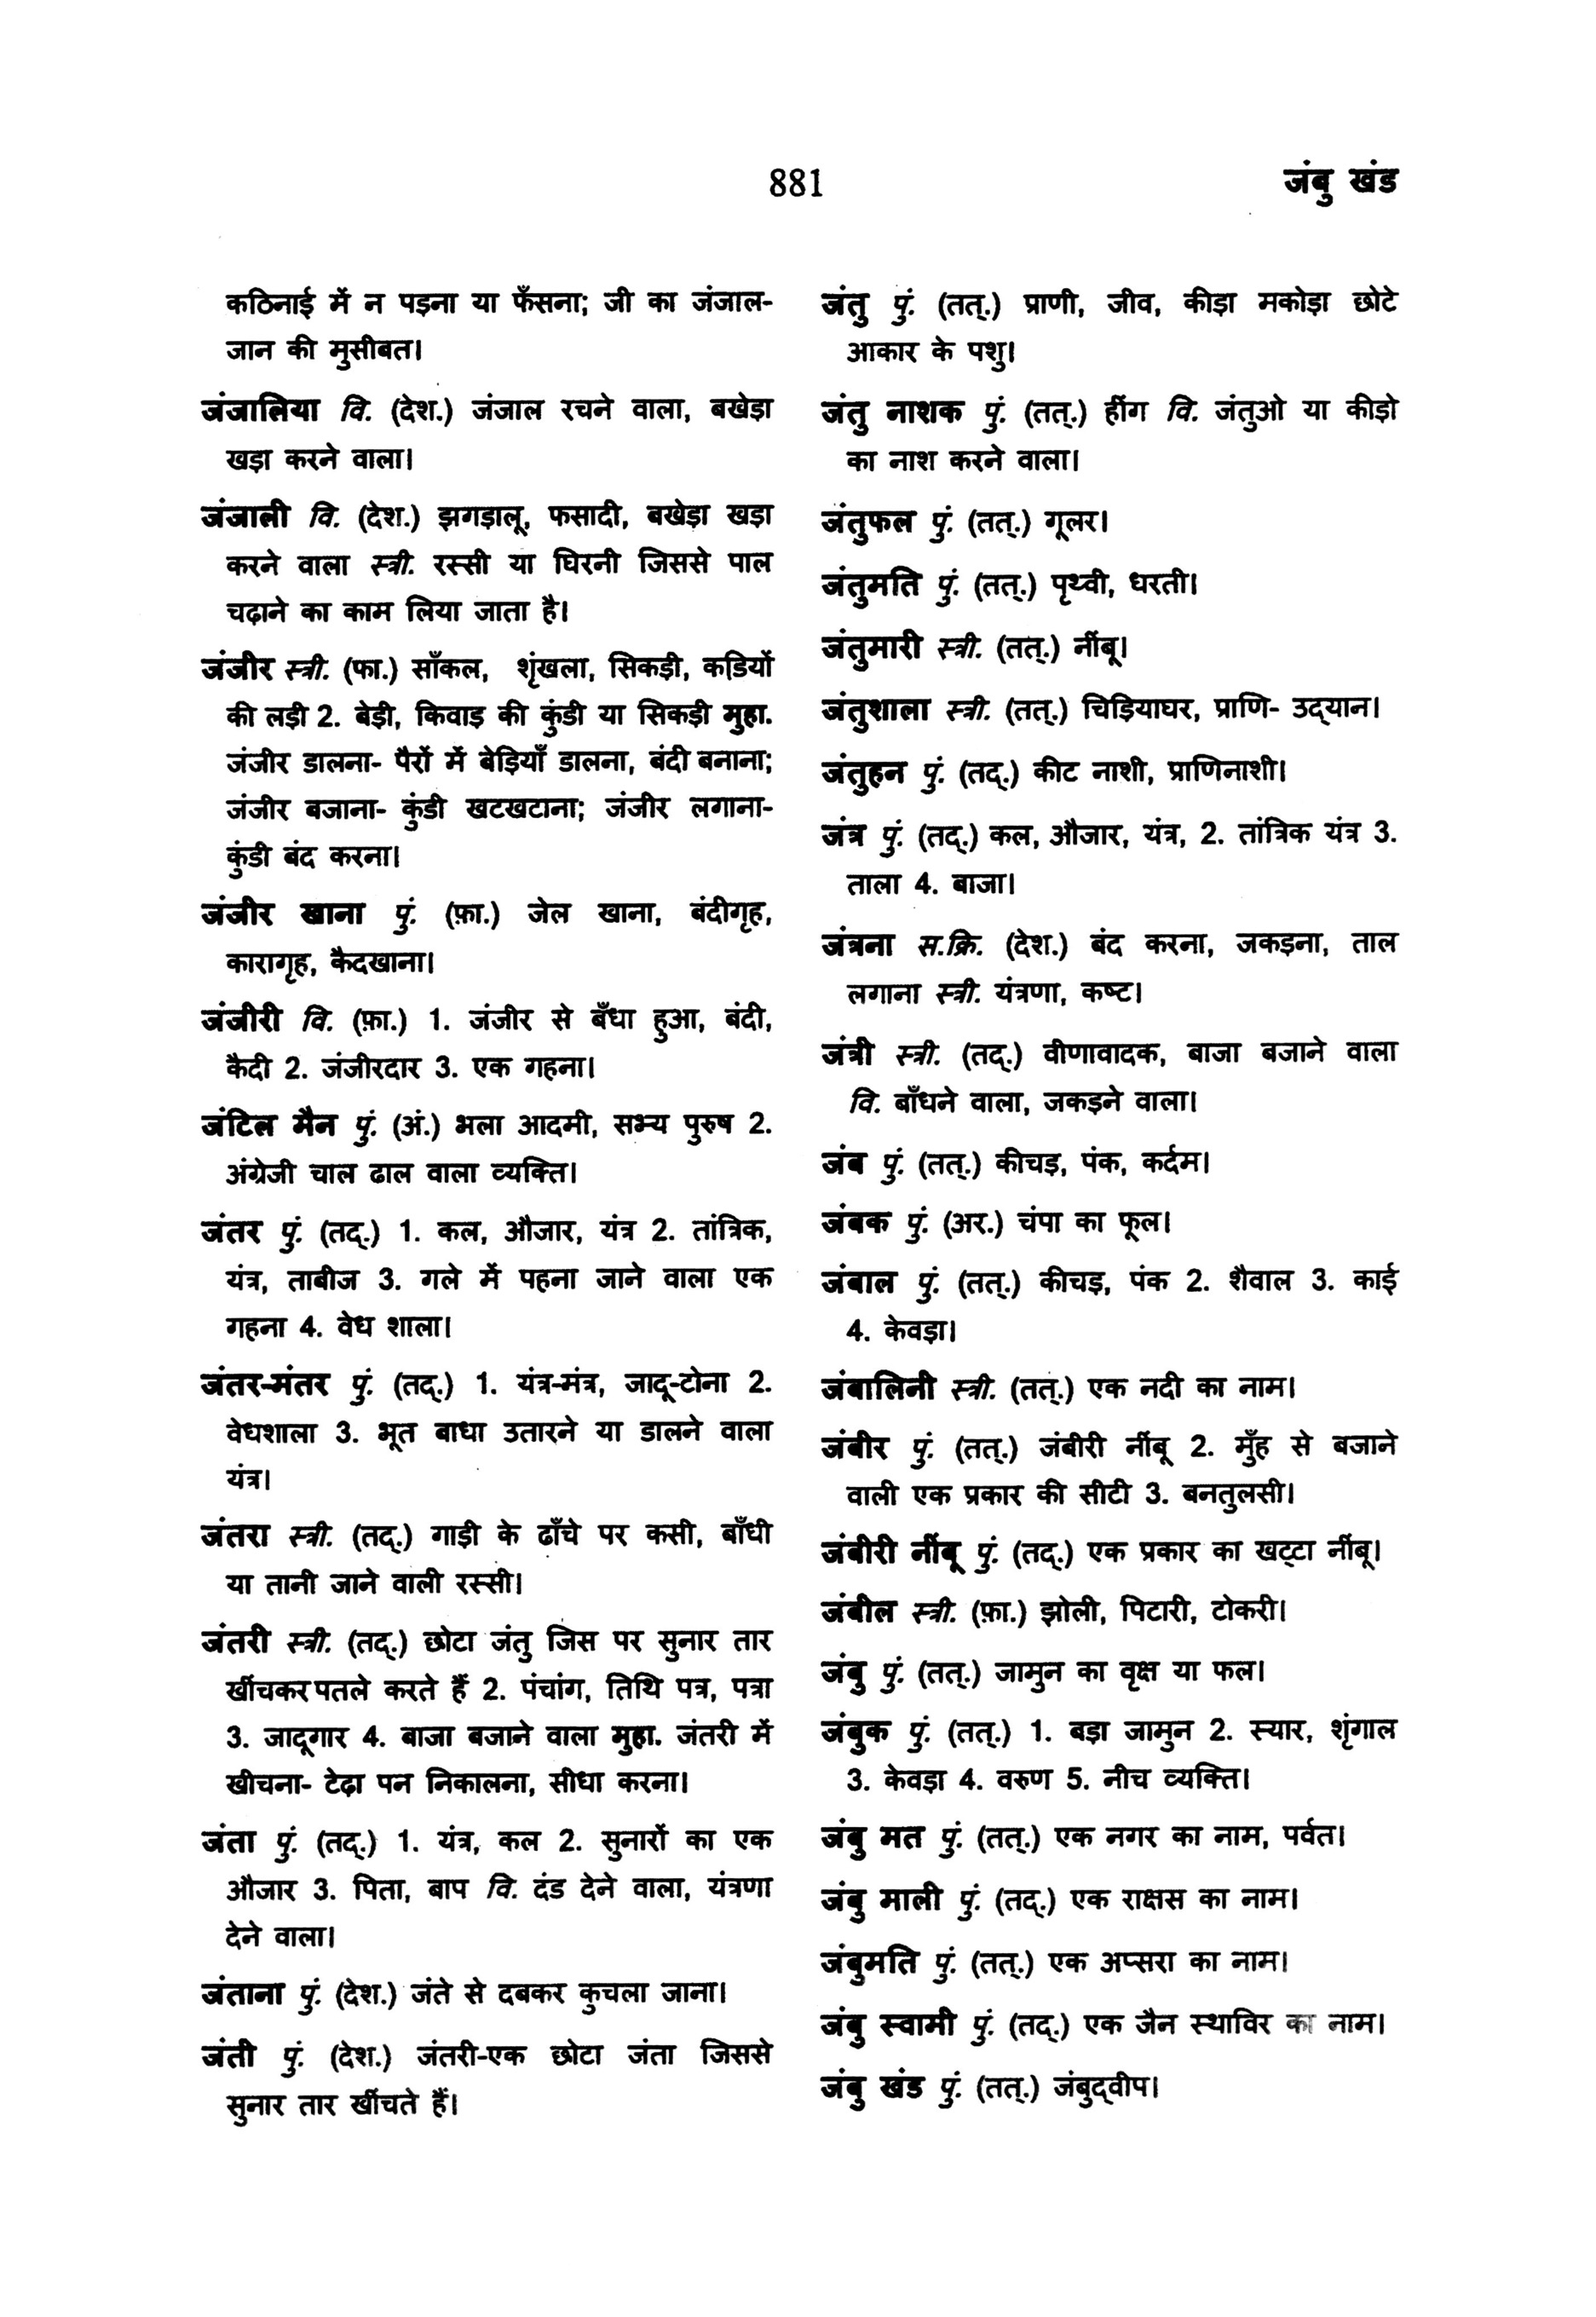 881
जंबु खंड
कठिनाई में न पड़ना या फँसना; जी का जंजाल-
जान की मुसीबत।
जंजालिया वि. (देश.) जंजाल रचने वाला, बखेड़ा
खड़ा करने वाला।
जंजाली वि. (देश.) झगड़ालू, फसादी, बखेड़ा खड़ा
करने वाला स्त्री. रस्सी या घिरनी जिससे पाल
चढ़ाने का काम लिया जाता है।
जंजीर स्त्री. (फा.) साँकल, शृंखला, सिकड़ी, कडि़यों
की लड़ी 2. बेड़ी, किवाड़ की कुंडी या सिकड़ी मुहा.
जंजीर डालना- पैरों में बेड़ियाँ डालना, बंदी बनाना;
जंजीर बजाना- कुंडी खटखटाना; जंजीर लगाना-
कुंडी बंद करना।
जंजीर खाना पुं. (फ़ा.) जेल खाना, बंदीगृह,
कारागृह, कैदखाना।
जंजीरी वि. (फ़ा.) 1. जंजीर से बँधा हुआ, बंदी,
कैदी 2. जंजीरदार 3. एक गहना।
जंटिल मैन पुं. (अं.) भला आदमी, सभ्य पुरुष 2.
अंग्रेजी चाल ढाल वाला व्यक्ति।
जंतर पुं. (तद्.) 1. कल, औजार, यंत्र 2. तांत्रिक,
यंत्र, ताबीज 3. गले में पहना जाने वाला एक
गहना 4. वेध शाला।
जंतर-मंतर पुं. (तद्.) 1. यंत्र-मंत्र, जादू-टोना 2.
वेधशाला 3. भूत बाधा उतारने या डालने वाला
यंत्र।
जंतरा स्त्री. (तद्.) गाड़ी के ढाँचे पर कसी, बाँधी
या तानी जाने वाली रस्सी।
जंतरी स्त्री. (तद्.) छोटा जंतु जिस पर सुनार तार
खींचकर पतले करते हैं 2. पंचांग, तिथि पत्र, पत्रा
3. जादूगार 4. बाजा बजाने वाला मुहा. जंतरी में
खीचना- टेढ़ा पन निकालना, सीधा करना।
जंता पुं. (तद्.) 1. यंत्र, कल 2. सुनारों का एक
औजार 3. पिता, बाप वि. दंड देने वाला, यंत्रणा
देने वाला।
जंताना पुं. (देश.) जंते से दबकर कुचला जाना।
जंती पुं. (देश.) जंतरी-एक छोटा जंता जिससे
सुनार तार खींचते हैं।
जंतु पुं. (तत्.) प्राणी, जीव, कीड़ा मकोड़ा छोटे
आकार के पशु।
जंतु नाशक पुं. (तत्.) हींग वि. जंतुओ या कीड़ो
का नाश करने वाला।
जंतुफल पुं. (तत्.) गूलर।
जंतुमति पुं. (तत्.) पृथ्वी, धरती।
जंतुमारी स्त्री. (तत्.) नींबू।
जंतुशाला स्त्री. (तत्.) चिड़ियाघर, प्राणि- उद्‌यान।
जंतुहन पुं. (तद्.) कीट नाशी, प्राणिनाशी।
जंत्र पुं. (तद्.) कल, औजार, यंत्र, 2. तांत्रिक यंत्र 3.
ताला 4. बाजा।
जंत्रना स.क्रि. (देश.) बंद करना, जकड़ना, ताल
लगाना स्त्री. यंत्रणा, कष्ट।
जंत्री स्त्री. (तद्.) वीणावादक, बाजा बजाने वाला
वि. बाँधने वाला, जकड़ने वाला।
जंब पुं. (तत्.) कीचड़, पंक, कर्दम।
जंबक पुं. (अर.) चंपा का फूल।
जंबाल पुं. (तत्.) कीचड़, पंक 2. शैवाल 3. काई
4. केवड़ा।
जंबालिनी स्त्री. (तत्.) एक नदी का नाम।
जंबीर पुं. (तत्.) जंबीरी नींबू 2. मुँह से बजाने
वाली एक प्रकार की सीटी 3. बनतुलसी।
जंबीरी नींबू पुं. (तद्.) एक प्रकार का खट्‌टा नींबू।
जंबील स्त्री. (फ़ा.) झोली, पिटारी, टोकरी।
जंबु पुं. (तत्.) जामुन का वृक्ष या फल।
जंबुक पुं. (तत्.) 1. बड़ा जामुन 2. स्यार, शृंगाल
3. केवड़ा 4. वरुण 5. नीच व्यक्ति।
जंबु मत पुं. (तत्.) एक नगर का नाम, पर्वत।
जंबु माली पुं. (तद्.) एक राक्षस का नाम।
जंबुमति पुं. (तत्.) एक अप्सरा का नाम।
जंबु स्वामी पुं. (तद्.) एक जैन स्थाविर का नाम।
जंबु खंड पुं. (तत्.) जंबुद्‌वीप।